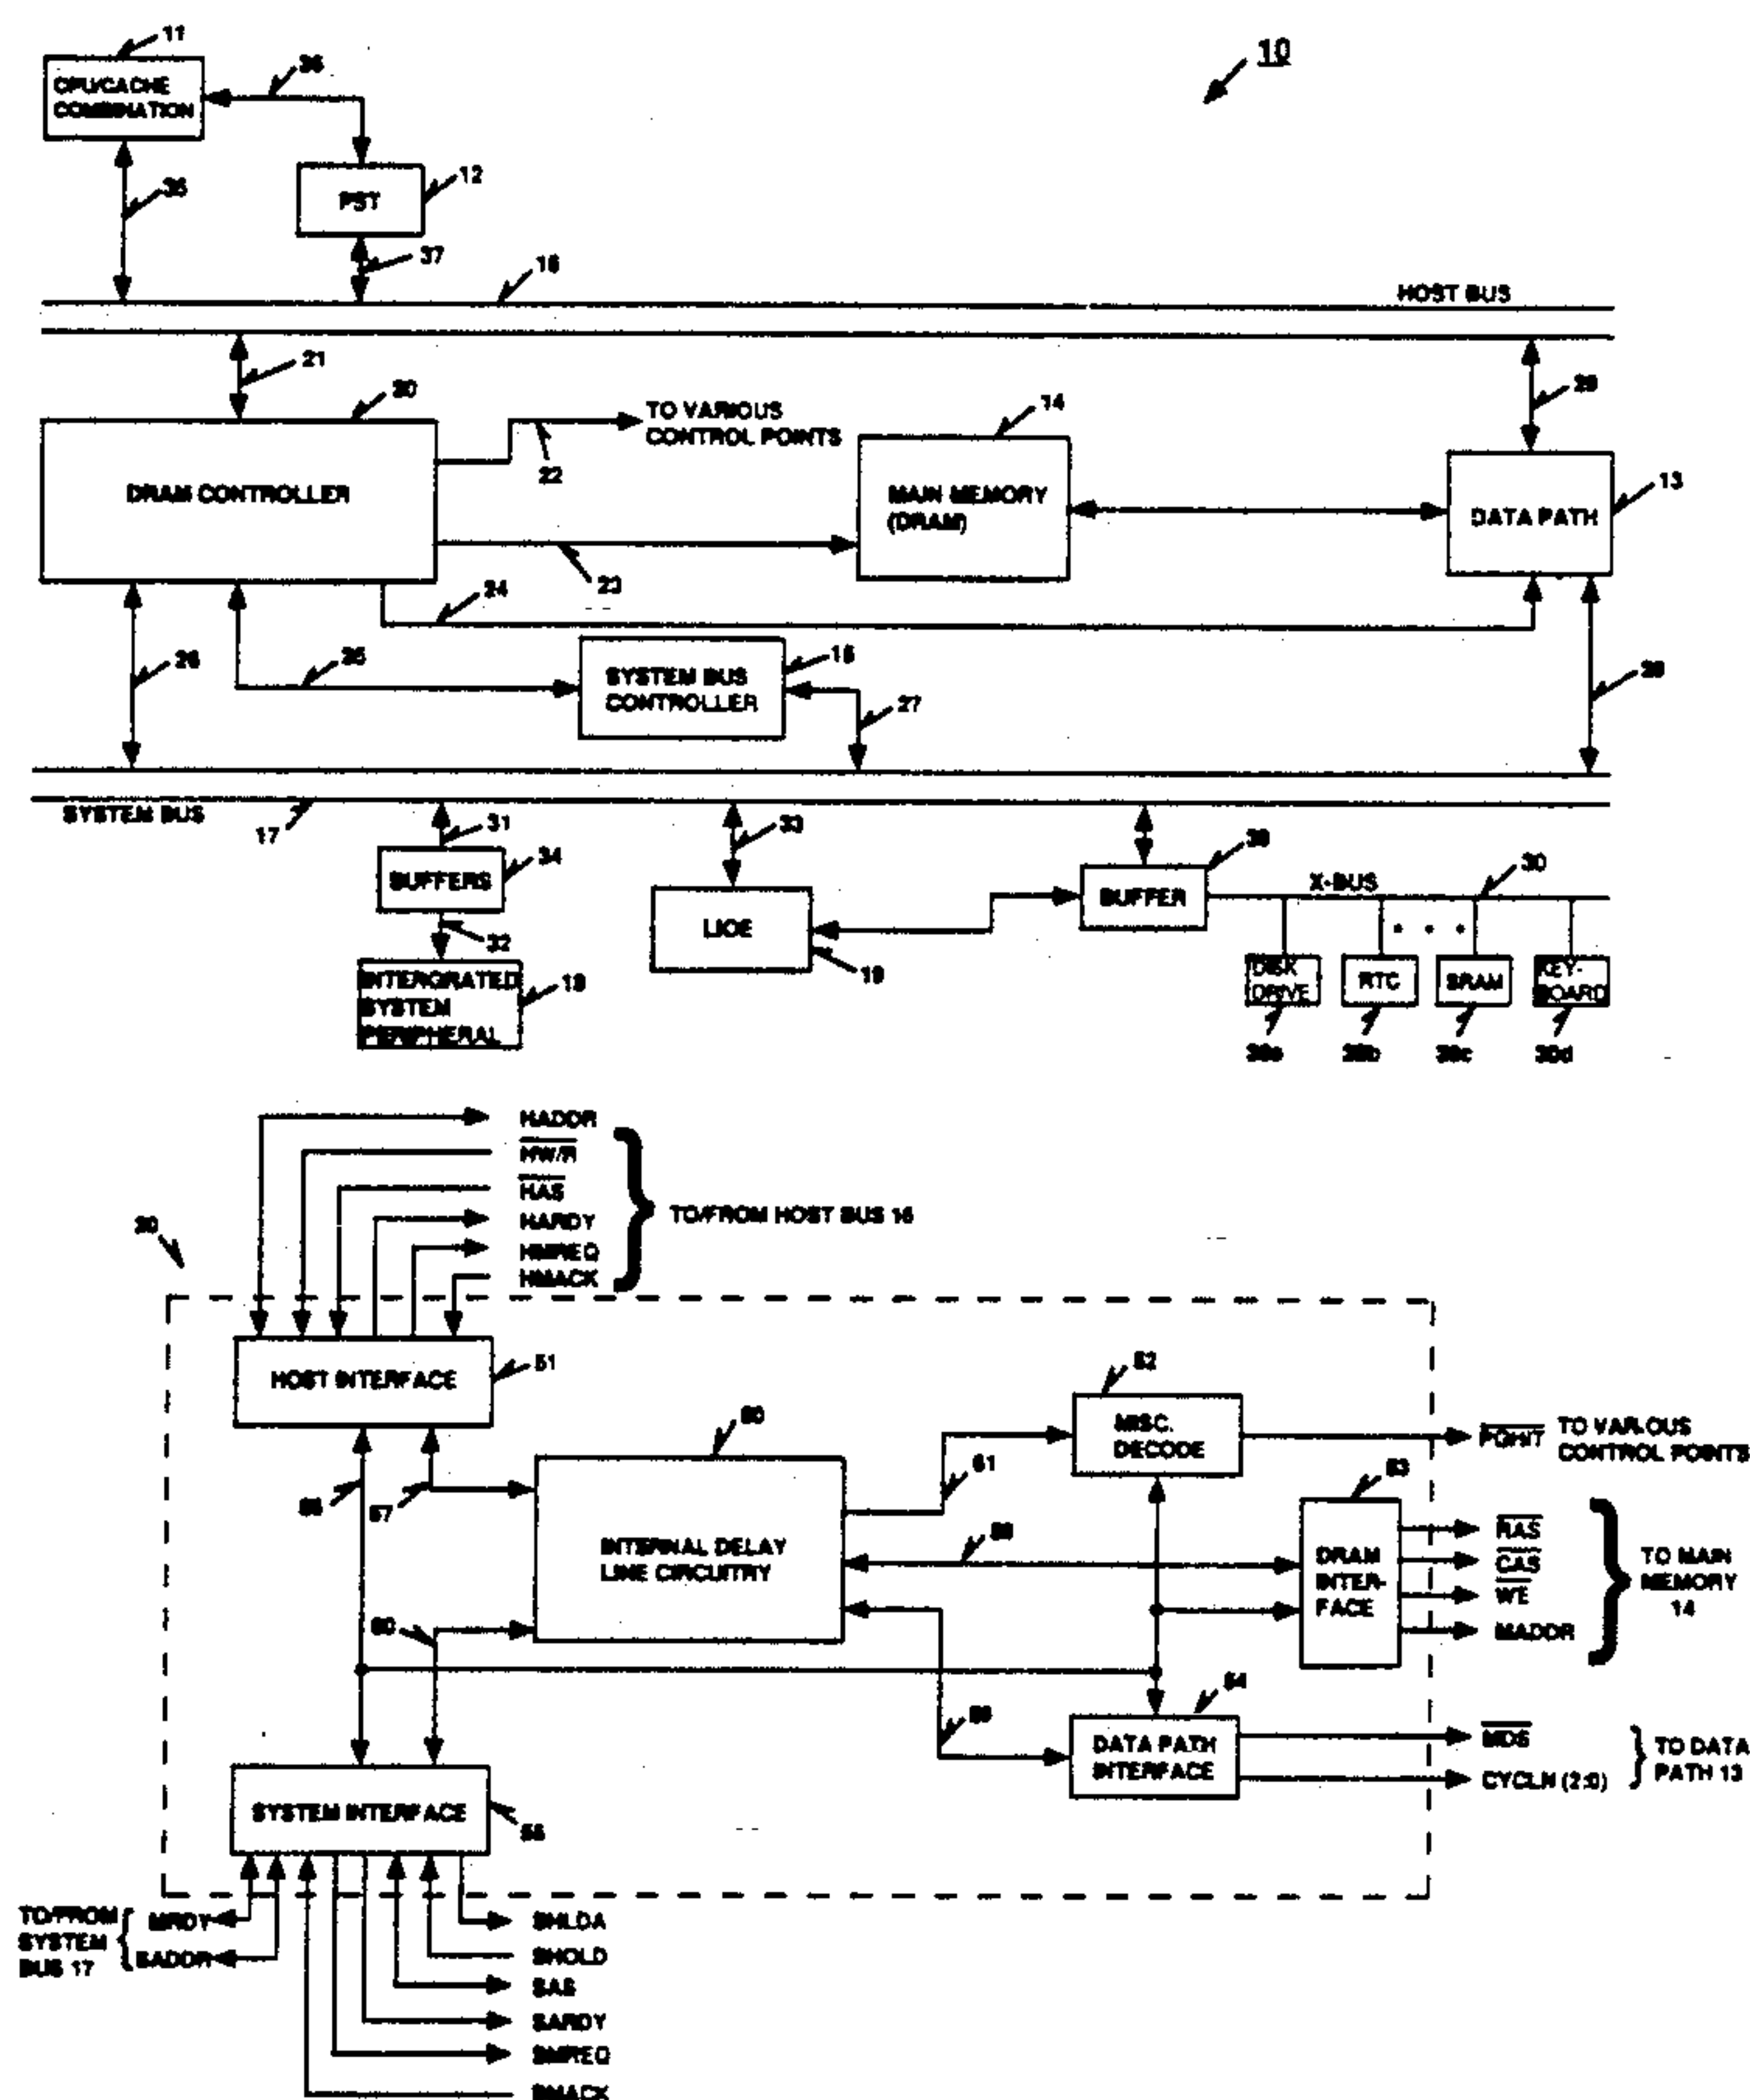 11
CPU/CACHE
COMBINATION
36
10
PST
12
35
37
16
HOST BUS
21
20
29
TO VARIOUS
CONTROL POINTS
22
14
DRAM CONTROLLER
MAIN MEMORY
(DRAM)
13
DATA PATH
23
24
26
25
SYSTEM BUS
CONTROLLER
15
27
28
SYSTEM BUS
17
31
33
BUFFERS
34
BUFFER
X-BUS
30
32
LIOE
19
INTERGRATED
SYSTEM
PERIPHERAL
18
DISK
DRIVE
RTC
SRAM
KEY-
BOARD
30d
HADDR
HW/R
HAS
HARDY
HMREQ
HMACK
TO/FROM HOST BUS 16
20
HOST INTERFACE
51
52
MISC.
DECODE
TO VARIOUS
CONTROL POINTS
61
57
53
INTERNAL DELAY
LINE CIRCUITRY
DRAM
INTER-
FACE
RAS
CAS
WE
MADDR
TO MAIN
MEMORY
14
60
54
DATA PATH
INTERFACE
MDS
CYCLN (2:0)
TO DATA
PATH 13
SYSTEM INTERFACE
55
TO/FROM
SYSTEM
BUS 17
MRDY
SADDR
SHLDA
SHOLD
SAS
SARDY
SMREQ
SMACK